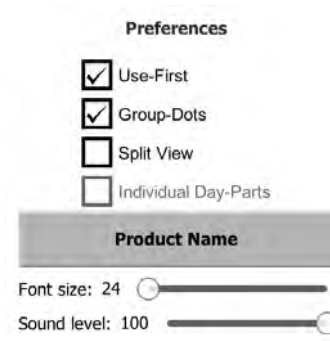 Preferences
Use-First
Group-Dots
Split View
Individual Day-Parts
Product Name
Font size: 24
Sound level: 100